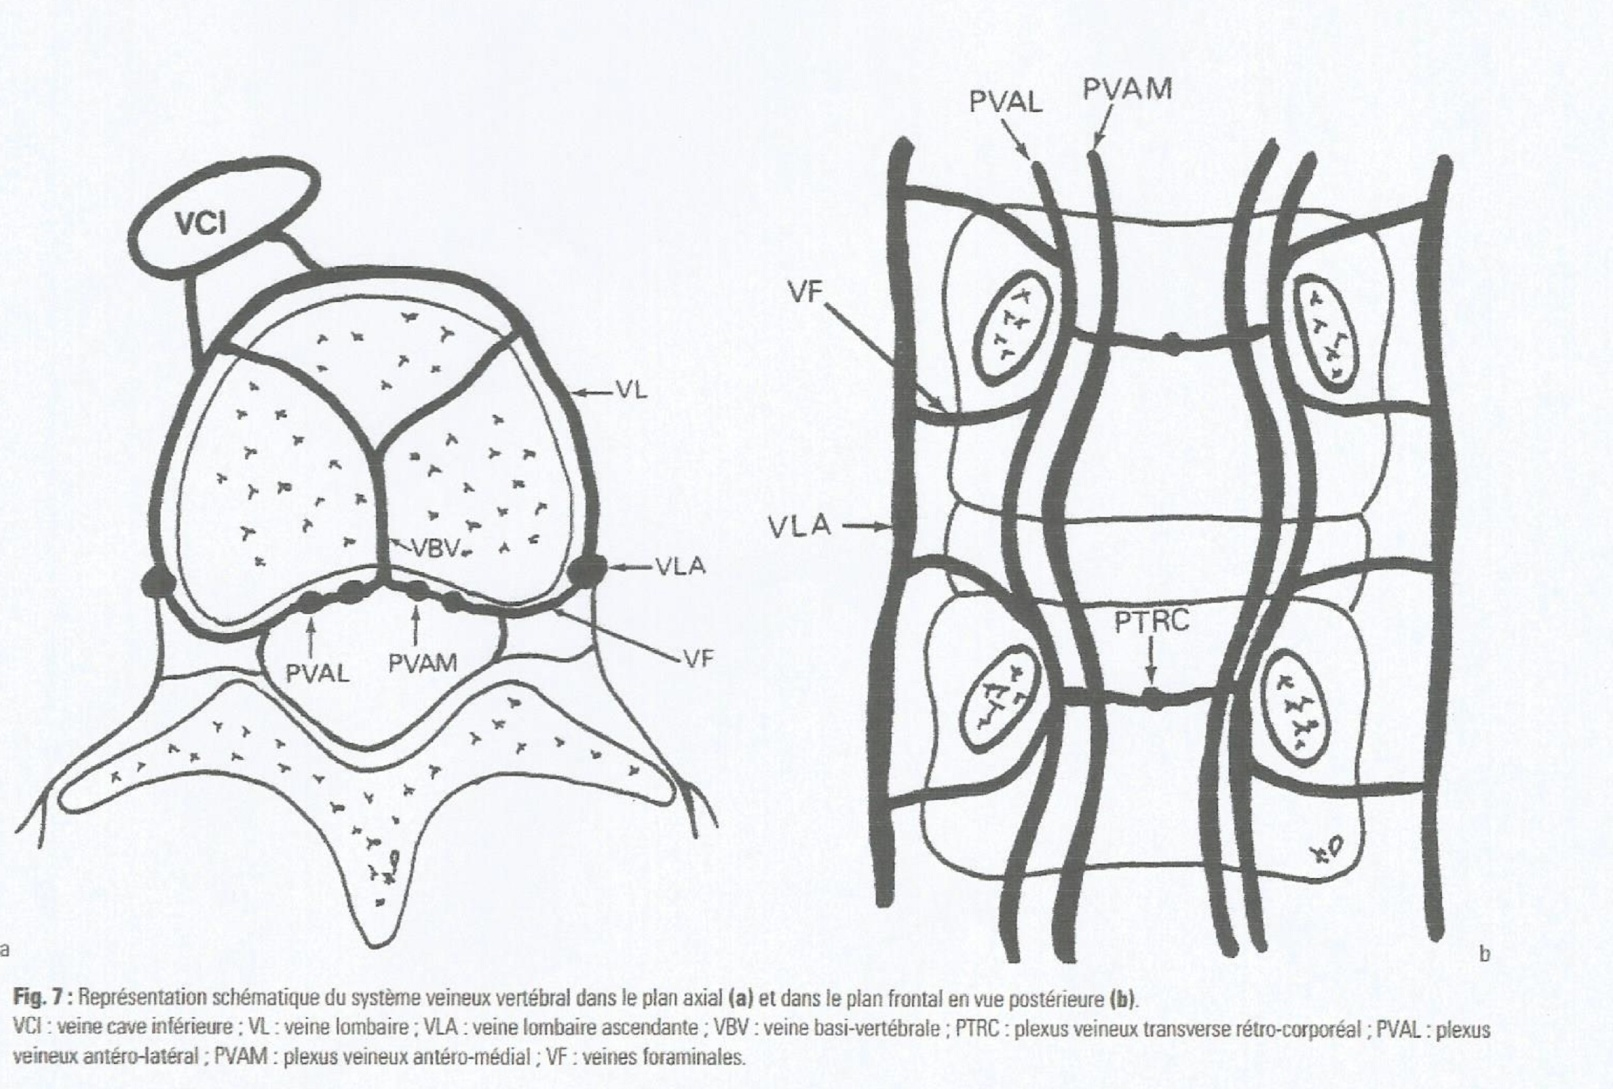 PVAL PVAM
VCI
VF
VL
VLA
VBV
VLA
PTRC
PVAL PVAM VF
a
b
Fig. 7 : Représentation schématique du système veineux vertébral dans le plan axial (a) et dans le plan frontal en vue postérieure (b).
VCI : veine cave inférieure ; VL : veine lombaire ; VLA : veine lombaire ascendante ; VBV : veine basi-vertébrale ; PTRC : plexus veineux transverse rétro-corporéal ; PVAL : plexus
veineux antéro-latéral ; PVAM : plexus veineux antéro-médial ; VF : veines foraminales.